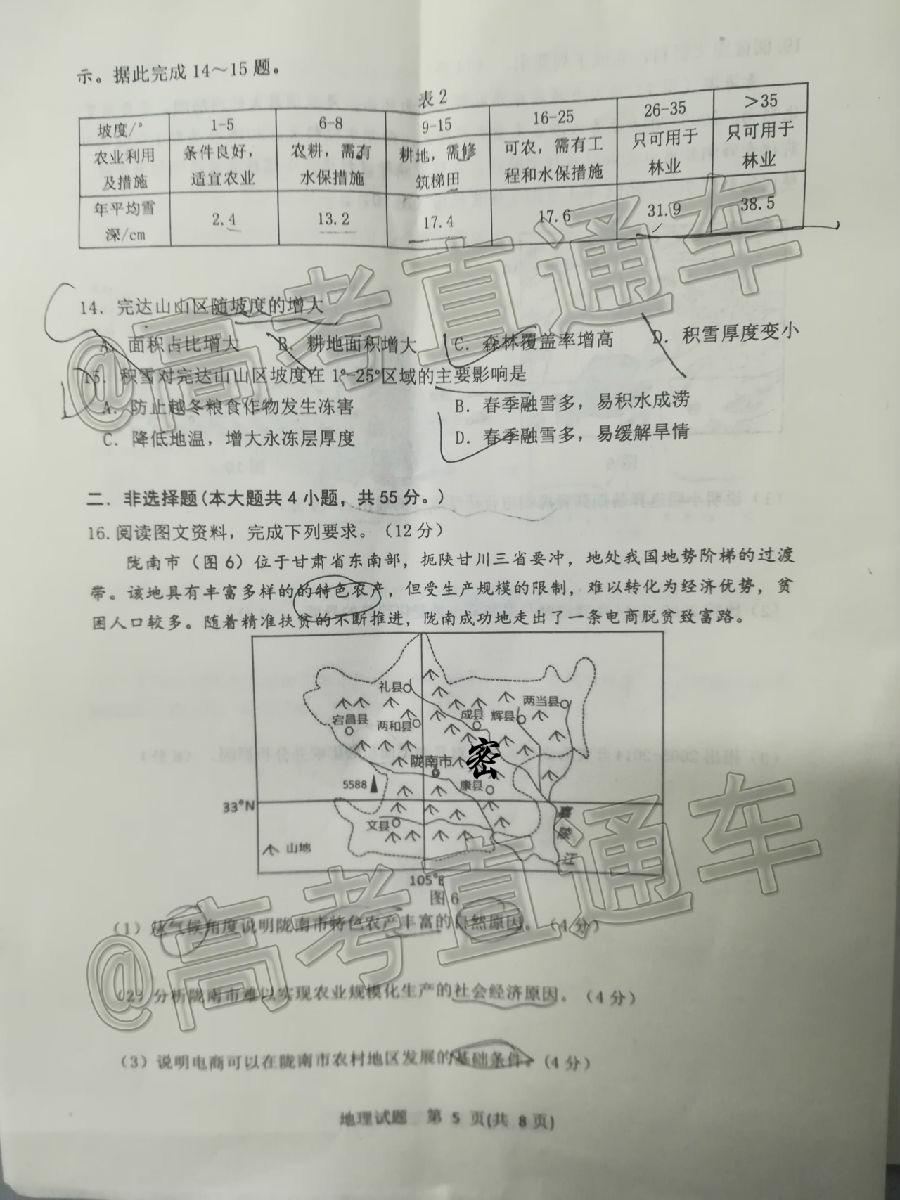 示。据此完成14～15题。
表2
坡度/° 1-5 6-8 9-15 16-25 26-35 >35
农业利用及措施 条件良好，适宜农业 农耕，需有水保措施 耕地，需修筑梯田 可农，需有工程和水保措施 只可用于林业 只可用于林业
年平均雪深/cm 2.4 13.2 17.4 17.6 31.9 38.5
14．完达山山区随坡度的增大
A．面积占比增大 B．耕地面积增大 C．森林覆盖率增高 D．积雪厚度变小
15．积雪对完达山山区坡度在1°-25°区域的主要影响是
A．防止越冬粮食作物发生冻害 B．春季融雪多，易积水成涝
C．降低地温，增大永冻层厚度 D．春季融雪多，易缓解旱情
二．非选择题(本大题共4小题，共55分。)
16.阅读图文资料，完成下列要求。（12分）
陇南市（图6）位于甘肃省东南部，扼陕甘川三省要冲，地处我国地势阶梯的过渡
带。该地具有丰富多样的的特色农产，但受生产规模的限制，难以转化为经济优势，贫
困人口较多。随着精准扶贫的不断推进，陇南成功地走出了一条电商脱贫致富路。
礼县
两当县
宕昌县
两和县
成县
辉县
陇南市
密
5588
康县
33°N
文县
嘉陵江
山地
105°E
图6
(1)从气候角度说明陇南市特色农产丰富的自然原因。（4分）
(2)分析陇南市难以实现农业规模化生产的社会经济原因。（4分）
(3)说明电商可以在陇南市农村地区发展的基础条件。(4分)
地理试题 第 5 页(共 8 页)
@高考直通车
@高考直通车